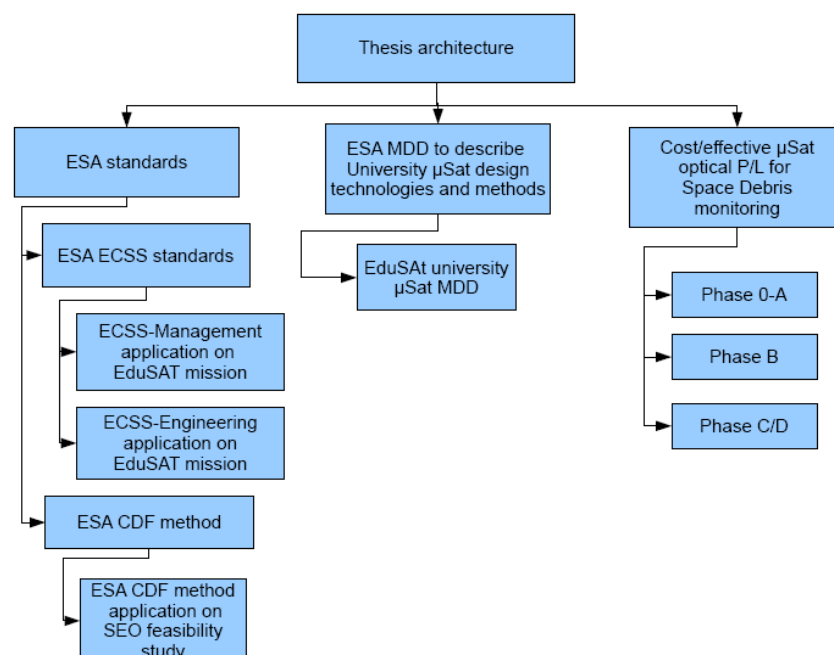 Thesis architecture
ESA standards
ESA ECSS standards
ECSS-Management
application on
EduSAT mission
ECSS-Engineering
application on
EduSAT mission
ESA CDF method
ESA CDF method
application on
SEO feasibility
study
ESA MDD to describe
University µSat design
technologies and methods
EduSAt university
µSat MDD
Cost/effective µSat
optical P/L for
Space Debris
monitoring
Phase 0-A
Phase B
Phase C/D